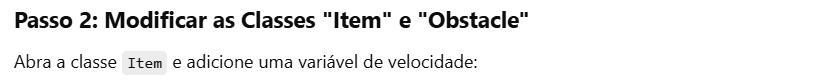 Passo 2: Modificar as Classes "Item" e "Obstacle"
Abra a classe Item e adicione uma variável de velocidade: